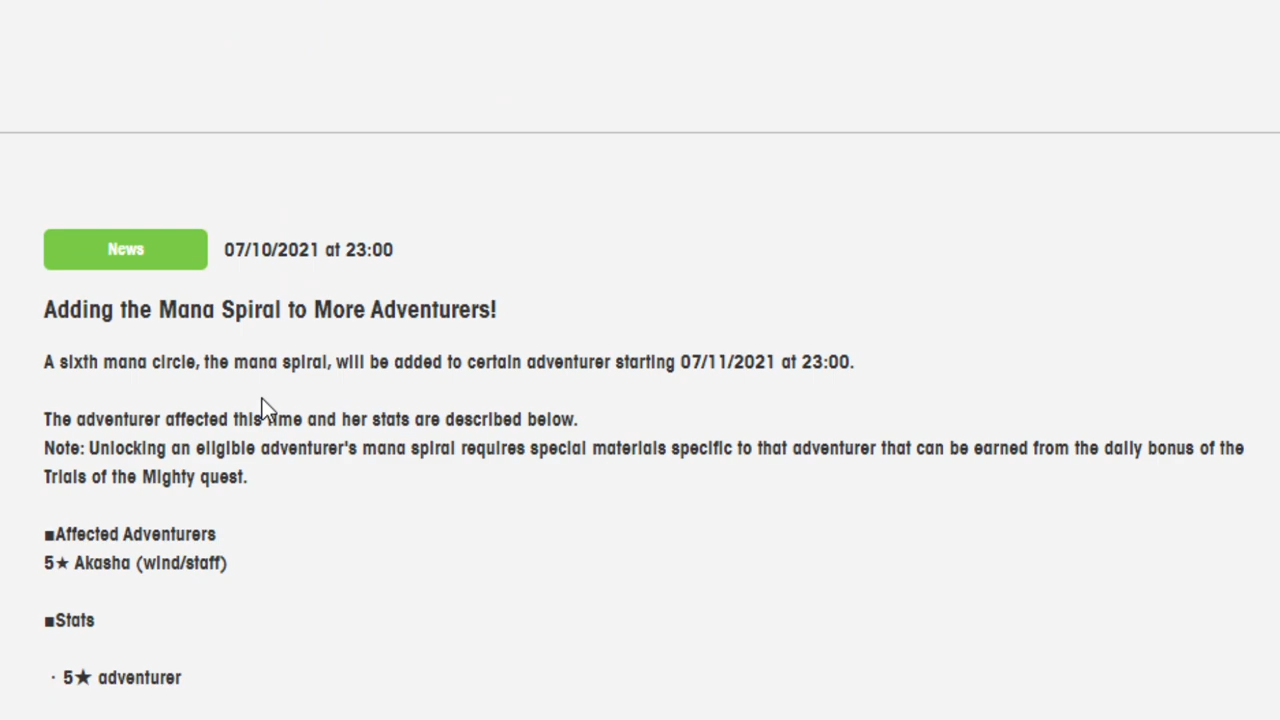 News 07/10/2021 at 23:00
Adding the Mana Spiral to More Adventurers!
A sixth mana circle, the mana spiral, will be added to certain adventurer starting 07/11/2021 at 23:00.
The adventurer affected this time and her stats are described below.
Note: Unlocking an eligible adventurer's mana spiral requires special materials specific to that adventurer that can be earned from the daily bonus of the
Trials of the Mighty quest.
■Affected Adventurers
5★ Akasha (wind/staff)
■Stats
・5★ adventurer